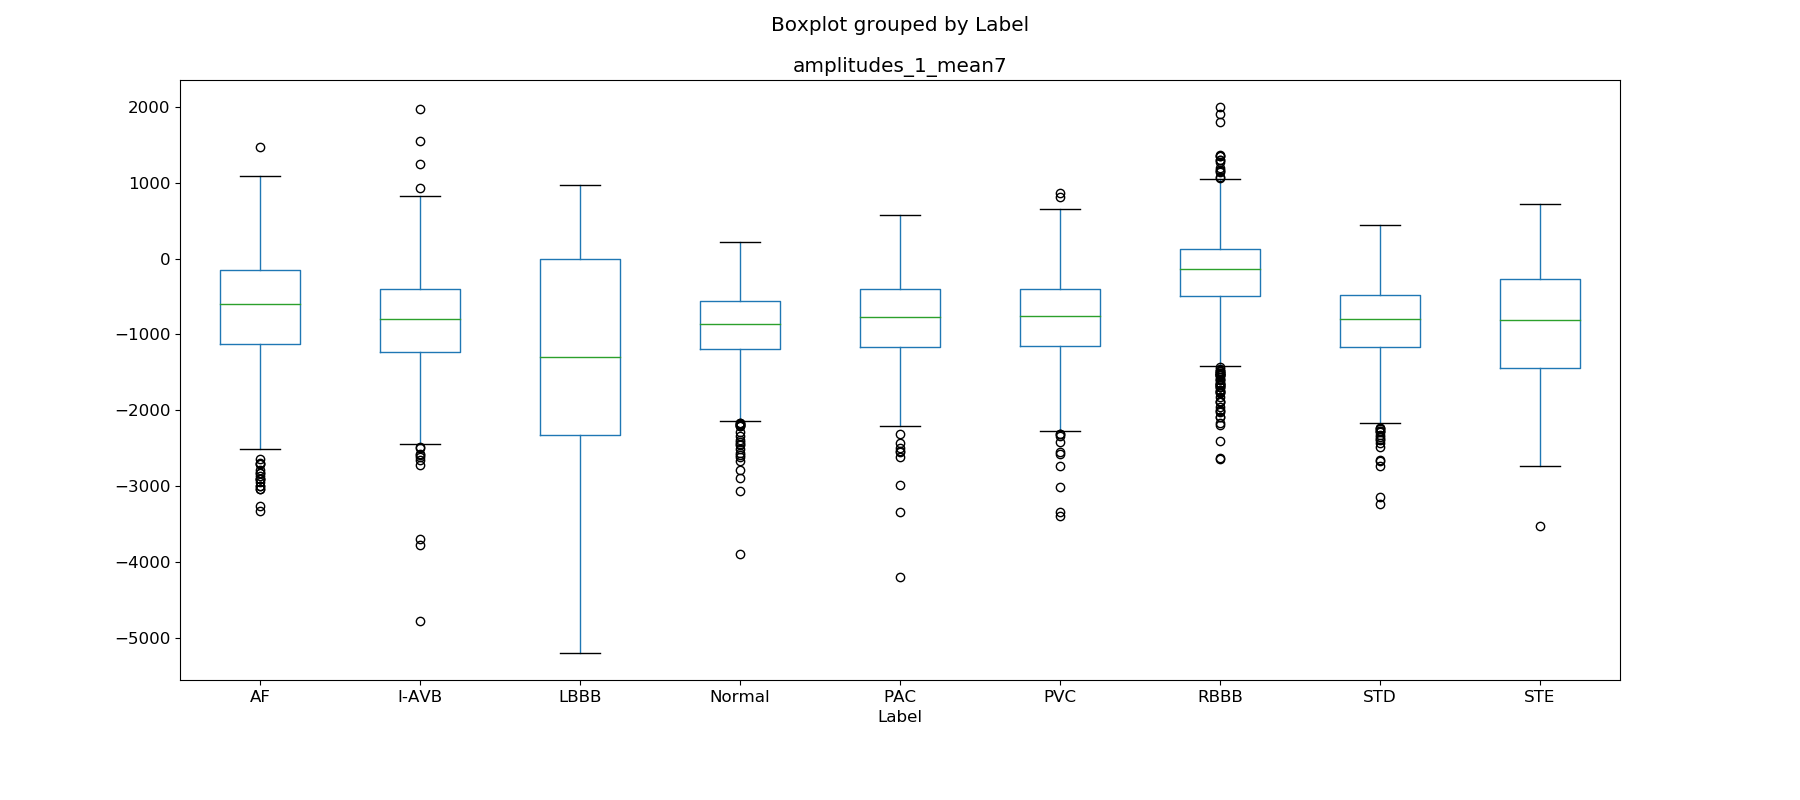 Boxplot grouped by Label
amplitudes_1_mean7
2000
1000
0
−1000
−2000
−3000
−4000
−5000
AF I-AVB LBBB Normal PAC PVC RBBB STD STE
Label